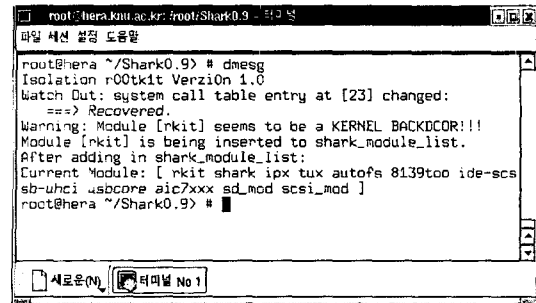 root@hera.knu.ac.kr: /root/Shark0.9 - 터미널
파일 세션 설정 도움말
root@hera ~/Shark0.9> # dmesg
Isolation r00tkit Verzi0n 1.0
Watch Out: system call table entry at [23] changed:
===> Recovered.
Warning: Module [rkit] seems to be a KERNEL BACKDOOR!!!
Module [rkit] is being inserted to shark_module_list.
After adding in shark_module_list:
Current Module: [ rkit shark ipx tux autofs 8139too ide-scs
sb-uhci usbcore aic7xxx sd_mod scsi_mod ]
root@hera ~/Shark0.9> #
새로운(N) 터미널 No 1